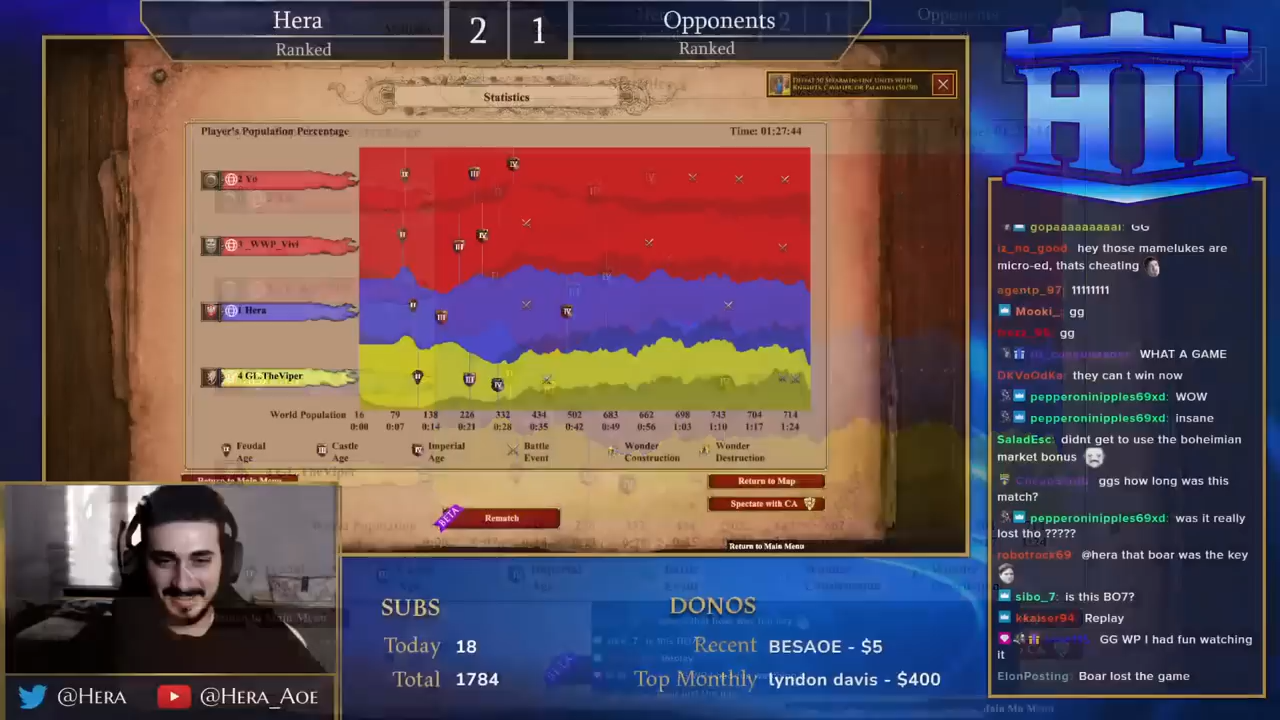 Hera
2
1
Opponents
Ranked
Ranked
Statistics
Player's Population Percentage
Time: 01:27:44
2 Yo
3 _WWP_Vivi
1 Hera
4 GL.TheViper
World Population 16 79 138 226 332 434 502 683 662 698 743 704 714
0:00 0:07 0:14 0:21 0:28 0:35 0:42 0:49 0:56 1:03 1:10 1:17 1:24
Feudal Age
Castle Age
Imperial Age
Battle Event
Wonder Construction
Wonder Destruction
Return to Main Menu
Return to Map
Spectate with CA
BETA
Rematch
Return to Main Menu
gopaaaaaaaai: GG
iz_no_good hey those mamelukes are
micro-ed, thats cheating
agentp_97: 11111111
Mooki_: gg
gg
WHAT A GAME
DKVoOdKa: they can t win now
pepperoninipples69xd: WOW
pepperoninipples69xd: insane
SaladEsc: didnt get to use the boheimian
market bonus
ggs how long was this
match?
pepperoninipples69xd: was it really
lost tho ?????
robotrock69 @hera that boar was the key
sibo_7: is this BO7?
kkaiser94 Replay
GG WP I had fun watching
it
ElonPosting: Boar lost the game
SUBS
Today 18
Total 1784
DONOS
Recent BESAOE - $5
Top Monthly lyndon davis - $400
@Hera
@Hera_Aoe